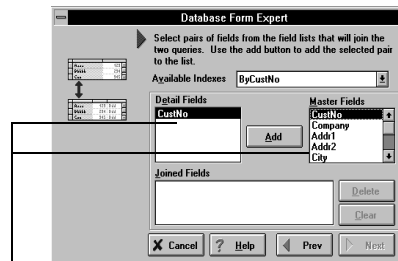 Database Form Expert
Select pairs of fields from the field lists that will join the
two queries. Use the add button to add the selected pair
to the list.
Available Indexes ByCustNo
Detail Fields Master Fields
CustNo
CustNo
Company
Addr1
Addr2
City
Add
Joined Fields
Delete
Clear
Cancel ? Help Prev Next